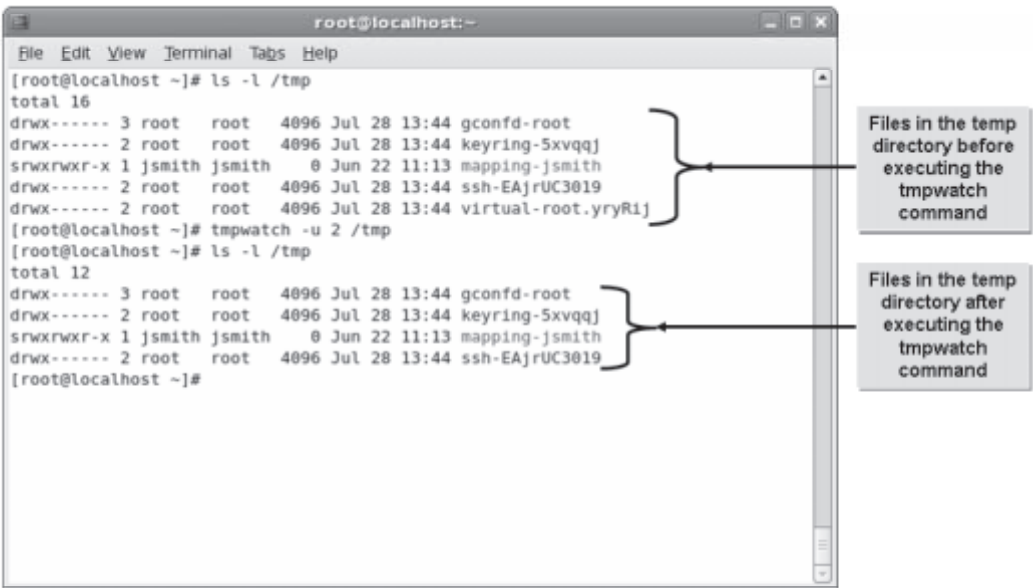 root@localhost:~
File Edit View Terminal Tabs Help
[root@localhost ~]# ls -l /tmp
total 16
drwx------ 3 root root 4096 Jul 28 13:44 gconfd-root
drwx------ 2 root root 4096 Jul 28 13:44 keyring-5xvqqj
srwxrwxr-x 1 jsmith jsmith 0 Jun 22 11:13 mapping-jsmith
drwx------ 2 root root 4096 Jul 28 13:44 ssh-EAjrUC3019
drwx------ 2 root root 4096 Jul 28 13:44 virtual-root.yryRij
[root@localhost ~]# tmpwatch -u 2 /tmp
[root@localhost ~]# ls -l /tmp
total 12
drwx------ 3 root root 4096 Jul 28 13:44 gconfd-root
drwx------ 2 root root 4096 Jul 28 13:44 keyring-5xvqqj
srwxrwxr-x 1 jsmith jsmith 0 Jun 22 11:13 mapping-jsmith
drwx------ 2 root root 4096 Jul 28 13:44 ssh-EAjrUC3019
[root@localhost ~]#
Files in the temp
directory before
executing the
tmpwatch
command
Files in the temp
directory after
executing the
tmpwatch
command